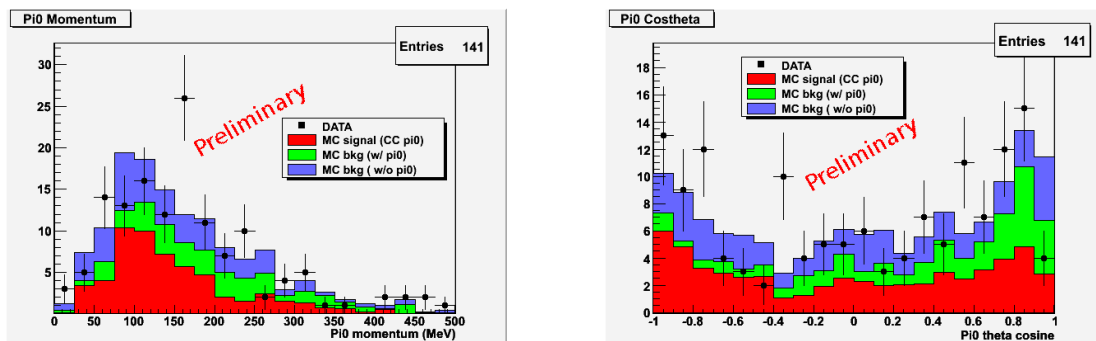 Pi0 Momentum
Entries 141
30
25
20
15
10
5
DATA
MC signal (CC pi0)
MC bkg (w/ pi0)
MC bkg ( w/o pi0)
Preliminary
0 50 100 150 200 250 300 350 400 450 500
Pi0 momentum (MeV)
Pi0 Costheta
Entries 141
18
16
14
12
10
8
6
4
2
0
DATA
MC signal (CC pi0)
MC bkg (w/ pi0)
MC bkg ( w/o pi0)
Preliminary
-1 -0.8 -0.6 -0.4 -0.2 0 0.2 0.4 0.6 0.8 1
Pi0 theta cosine